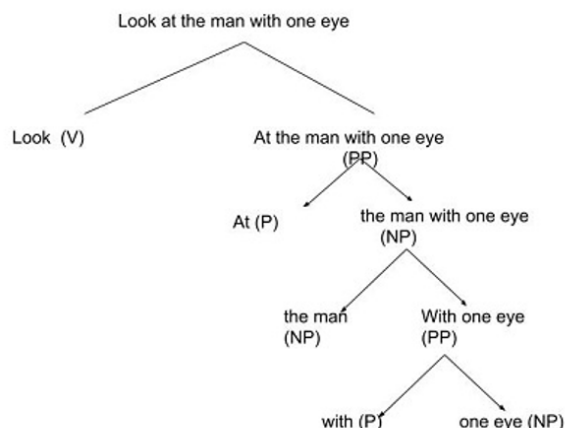 Look at the man with one eye
Look (V)
At the man with one eye
(PP)
At (P)
the man with one eye
(NP)
the man
(NP)
With one eye
(PP)
with (P)
one eye (NP)